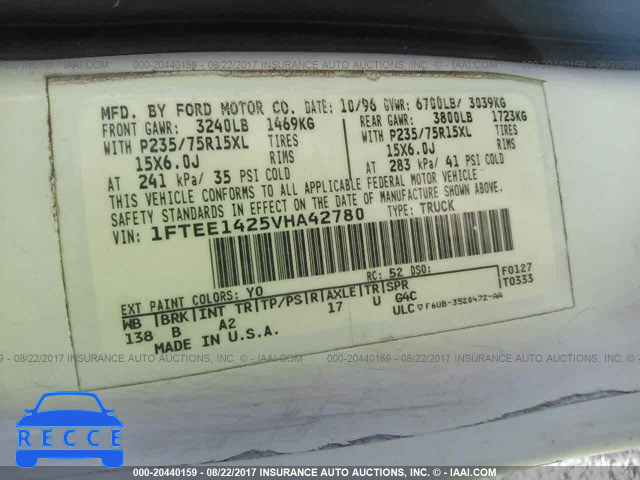 000-20440159 - 08/22/2017 INSURANCE AUTO AUCTIONS, INC. - © IAAI.COM
MFD. BY FORD MOTOR CO. DATE: 10/96 GVWR: 6700LB/ 3039KG
FRONT GAWR: 3240LB 1469KG REAR GAWR: 3800LB 1723KG
WITH P235/75R15XL TIRES WITH P235/75R15XL TIRES
15X6.0J RIMS 15X6.0J RIMS
AT 241 kPa/ 35 PSI COLD AT 283 kPa/ 41 PSI COLD
THIS VEHICLE CONFORMS TO ALL APPLICABLE FEDERAL MOTOR VEHICLE
SAFETY STANDARDS IN EFFECT ON THE DATE OF MANUFACTURE SHOWN ABOVE.
VIN: 1FTEE1425VHA42780 TYPE: TRUCK
EXT PAINT COLORS: YO RC: 52 DSO: F0127
WB |BRK|INT TR|TP/PS|R|AXLE|TR|SPR T0333
138 B A2 17 U G4C
MADE IN U.S.A. ULC F6UB-3520472-AA
000-20440159 - 08/22/2017 INSURANCE AUTO AUCTIONS, INC. - © IAAI.COM
RECCE
000-20440159 - 08/22/2017 INSURANCE AUTO AUCTIONS, INC. - © IAAI.COM